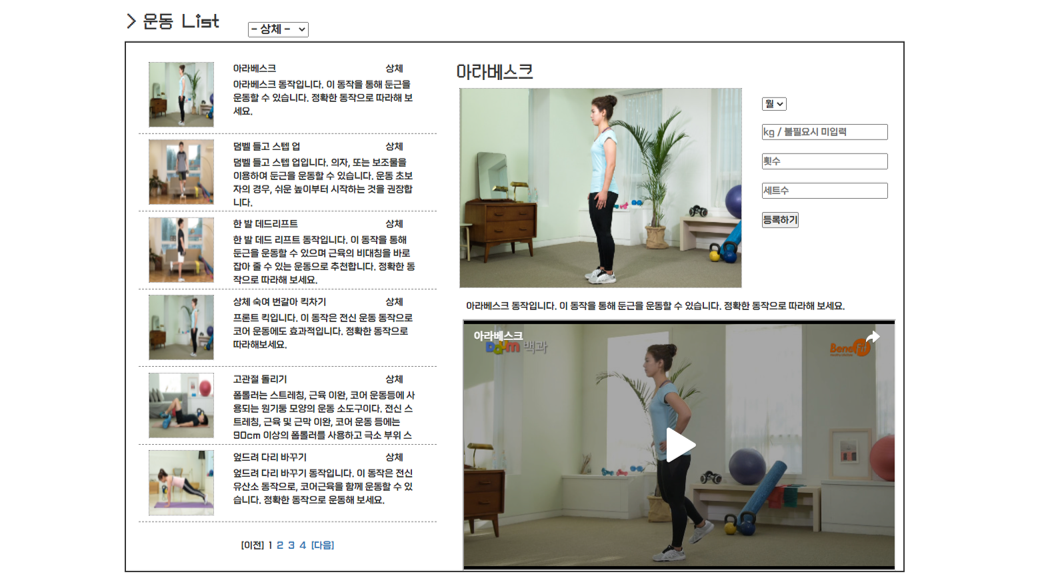 > 운동 List
- 상체 -
아라베스크 상체
아라베스크 동작입니다. 이 동작을 통해 둔근을
운동할 수 있습니다. 정확한 동작으로 따라해 보
세요.
덤벨 들고 스텝 업 상체
덤벨 들고 스텝 업입니다. 의자, 또는 보조물을
이용하여 둔근을 운동할 수 있습니다. 운동 초보
자의 경우, 쉬운 높이부터 시작하는 것을 권장합
니다.
한 발 데드리프트 상체
한 발 데드 리프트 동작입니다. 이 동작을 통해
둔근을 운동할 수 있으며 근육의 비대칭을 바로
잡아 줄 수 있는 운동으로 추천합니다. 정확한 동
작으로 따라해 보세요.
상체 숙여 번갈아 킥차기 상체
프론트 킥입니다. 이 동작은 전신 운동 동작으로
코어 운동에도 효과적입니다. 정확한 동작으로
따라해보세요.
고관절 돌리기 상체
폼롤러는 스트레칭, 근육 이완, 코어 운동등에 사
용되는 원기둥 모양의 운동 소도구이다. 전신 스
트레칭, 근육 및 근막 이완, 코어 운동 등에는
90cm 이상의 폼롤러를 사용하고 국소 부위 스
엎드려 다리 바꾸기 상체
엎드려 다리 바꾸기 동작입니다. 이 동작은 전신
유산소 동작으로, 코어근육을 함께 운동할 수 있
습니다. 정확한 동작으로 운동해 보세요.
[이전] 1 2 3 4 [다음]
아라베스크
월
kg / 불필요시 미입력
횟수
세트수
등록하기
아라베스크 동작입니다. 이 동작을 통해 둔근을 운동할 수 있습니다. 정확한 동작으로 따라해 보세요.
아라베스크
Daum 백과
BeneFit